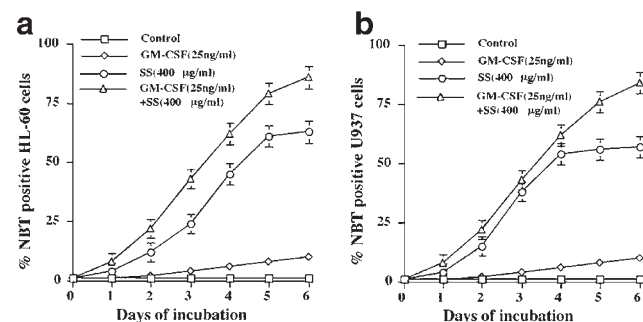 a
% NBT positive HL-60 cells
100
75
50
25
0
0 1 2 3 4 5 6
Days of incubation
Control
GM-CSF(25ng/ml)
SS(400 μg/ml)
GM-CSF(25ng/ml)
+SS(400 μg/ml)
b
% NBT positive U937 cells
100
75
50
25
0
0 1 2 3 4 5 6
Days of incubation
Control
GM-CSF(25ng/ml)
SS(400 μg/ml)
GM-CSF(25ng/ml)
+SS(400 μg/ml)